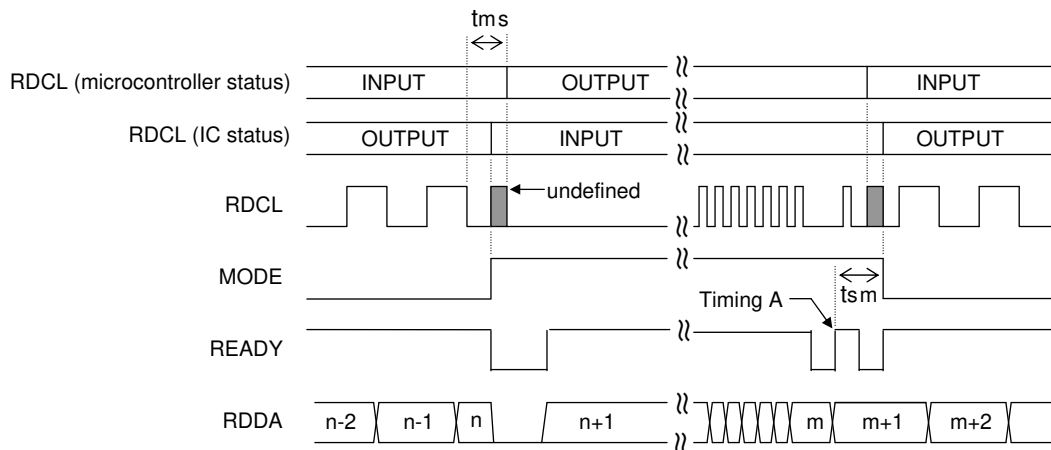 tms
RDCL (microcontroller status) INPUT OUTPUT INPUT
RDCL (IC status) OUTPUT INPUT OUTPUT
RDCL undefined
MODE
Timing A tsm
READY
RDDA n-2 n-1 n n+1 m m+1 m+2